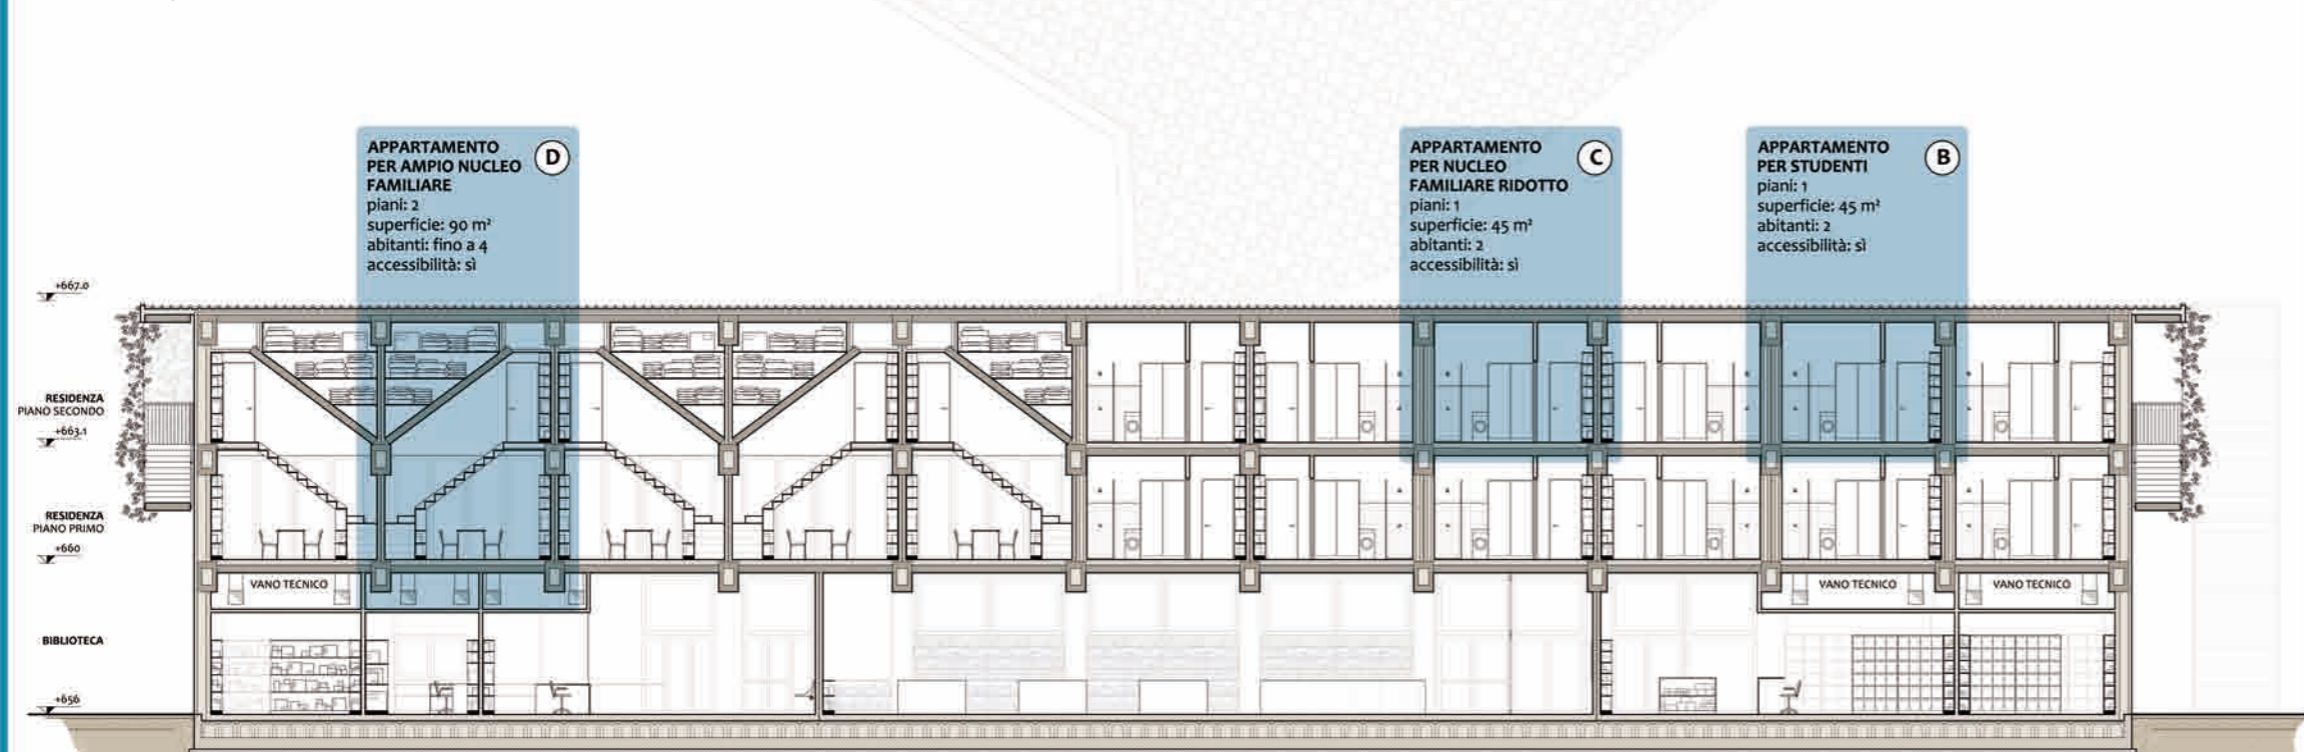 APPARTAMENTO
PER AMPIO NUCLEO
FAMILIARE
piani: 2
superficie: 90 m²
abitanti: fino a 4
accessibilità: sì
D
APPARTAMENTO
PER NUCLEO
FAMILIARE RIDOTTO
piani: 1
superficie: 45 m²
abitanti: 2
accessibilità: sì
C
APPARTAMENTO
PER STUDENTI
piani: 1
superficie: 45 m²
abitanti: 2
accessibilità: sì
B
+667.0
RESIDENZA
PIANO SECONDO
+663.1
RESIDENZA
PIANO PRIMO
+660
VANO TECNICO
VANO TECNICO
VANO TECNICO
BIBLIOTECA
+656